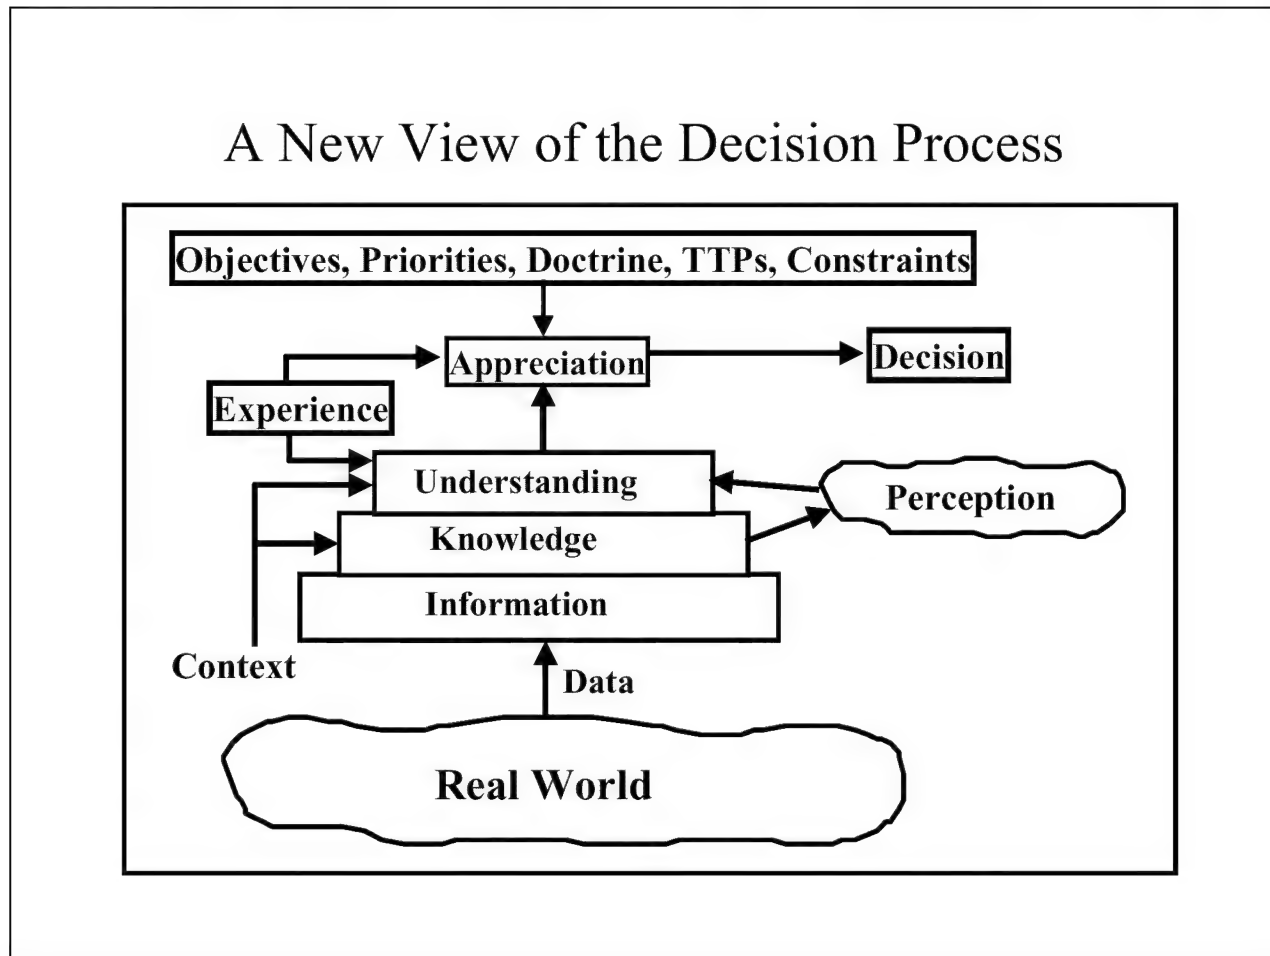 A New View of the Decision Process
Objectives, Priorities, Doctrine, TTPs, Constraints
Appreciation
Decision
Experience
Understanding
Perception
Knowledge
Information
Context
Data
Real World